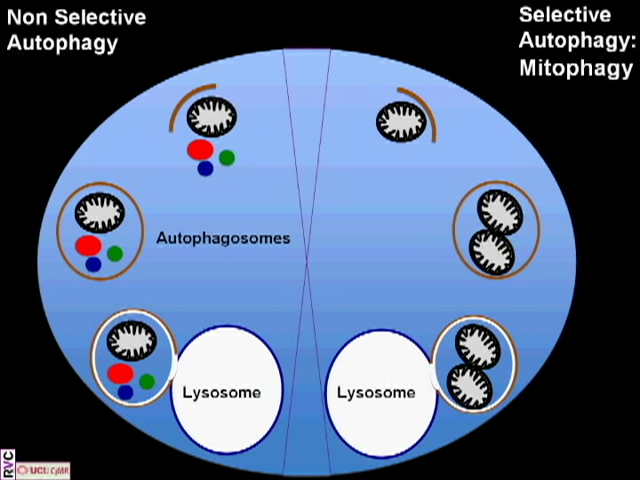 Non Selective
Autophagy
Selective
Autophagy:
Mitophagy
Autophagosomes
Lysosome
Lysosome
RVC
UCL